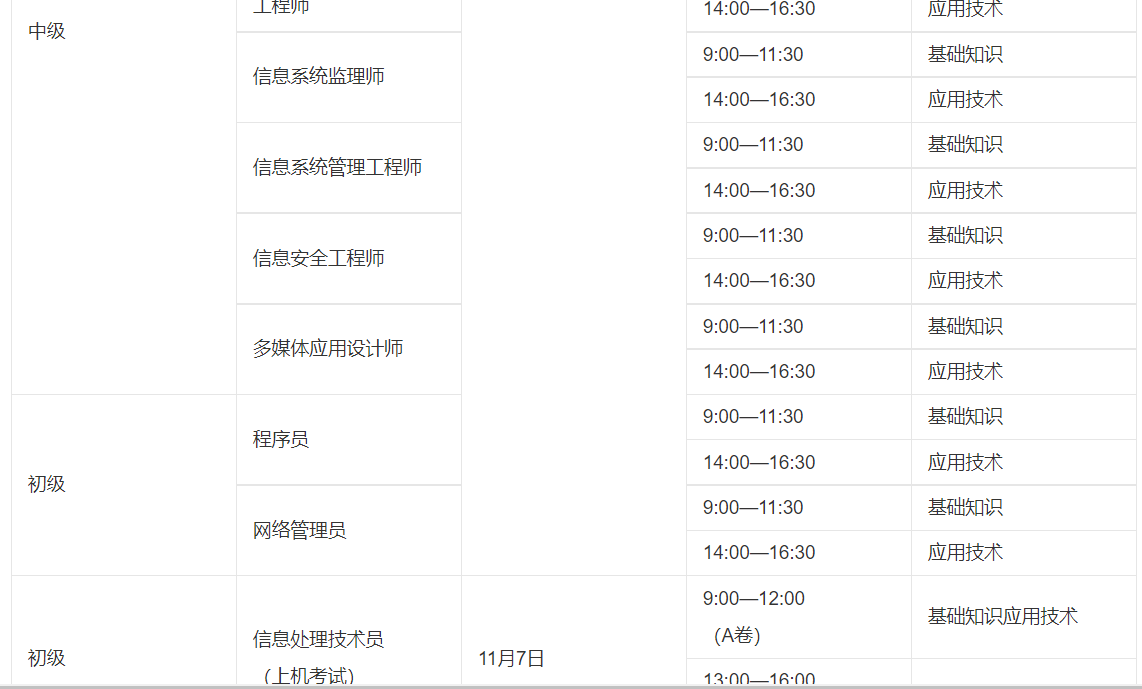 工程师
14:00—16:30
应用技术
中级
信息系统监理师
9:00—11:30
基础知识
14:00—16:30
应用技术
信息系统管理工程师
9:00—11:30
基础知识
14:00—16:30
应用技术
信息安全工程师
9:00—11:30
基础知识
14:00—16:30
应用技术
多媒体应用设计师
9:00—11:30
基础知识
14:00—16:30
应用技术
初级
程序员
9:00—11:30
基础知识
14:00—16:30
应用技术
网络管理员
9:00—11:30
基础知识
14:00—16:30
应用技术
初级
信息处理技术员
（上机考试）
11月7日
9:00—12:00
（A卷）
基础知识应用技术
13:00—16:00